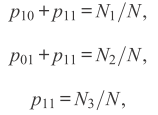 p₁₀ + p₁₁ = N₁/N,
p₀₁ + p₁₁ = N₂/N,
p₁₁ = N₃/N,